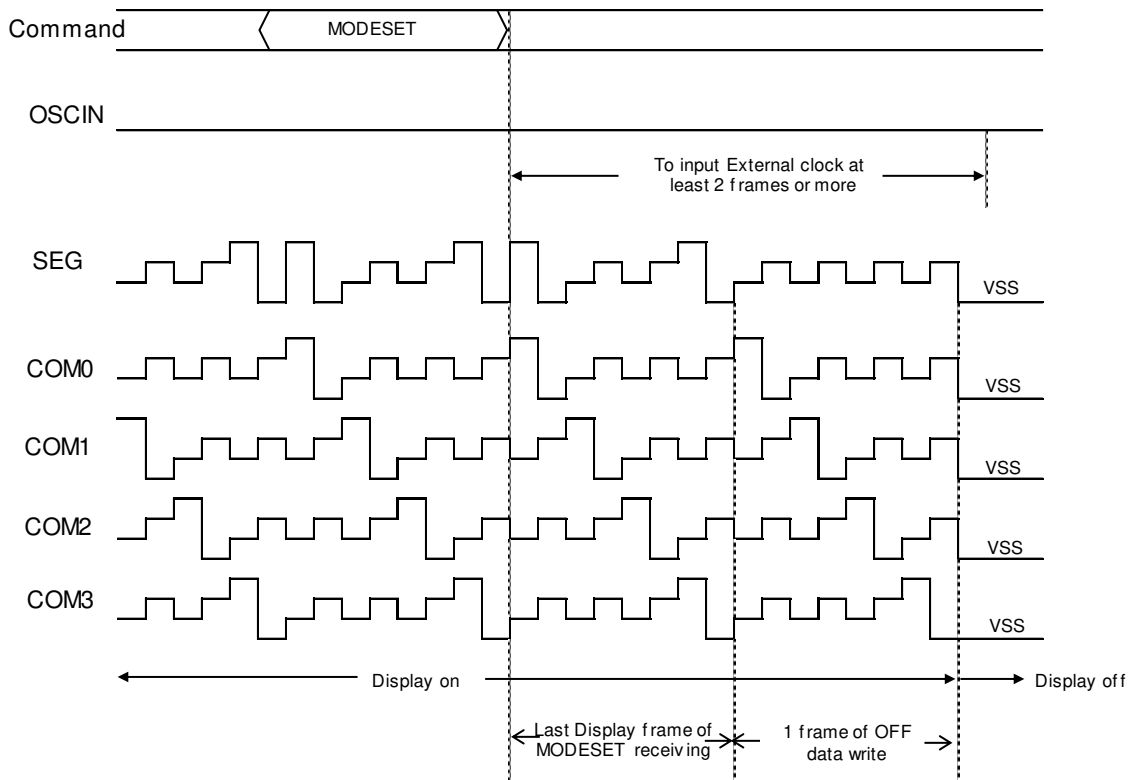 Command
MODESET
OSCIN
To input External clock at
least 2 frames or more
SEG
VSS
COM0
VSS
COM1
VSS
COM2
VSS
COM3
VSS
Display on
Display off
Last Display frame of
MODESET receiving
1 frame of OFF
data write